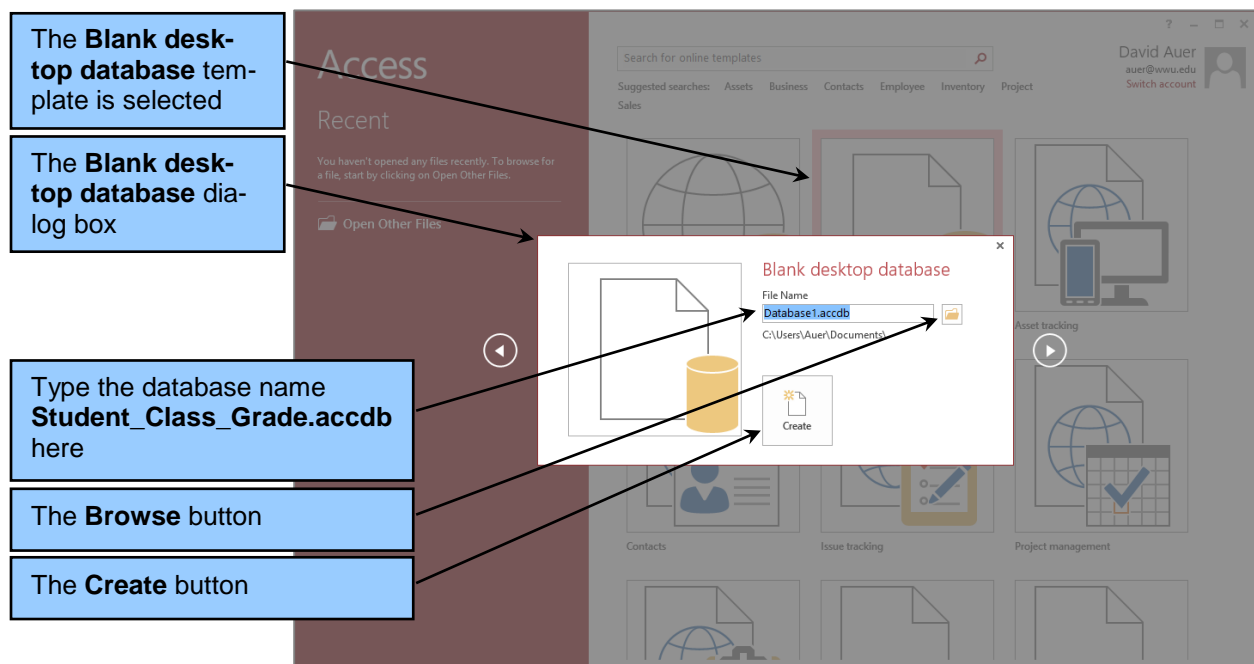 The Blank desk-
top database tem-
plate is selected
The Blank desk-
top database dia-
log box
Type the database name
Student_Class_Grade.accdb
here
The Browse button
The Create button
Access
Recent
You haven't opened any files recently. To browse for
a file, start by clicking on Open Other Files.
Open Other Files
? – □ ×
Search for online templates
Suggested searches: Assets Business Contacts Employee Inventory Project
Sales
David Auer
auer@wwu.edu
Switch account
Blank desktop database
File Name
Database1.accdb
C:\Users\Auer\Documents\
Create
Asset tracking
Contacts
Issue tracking
Project management